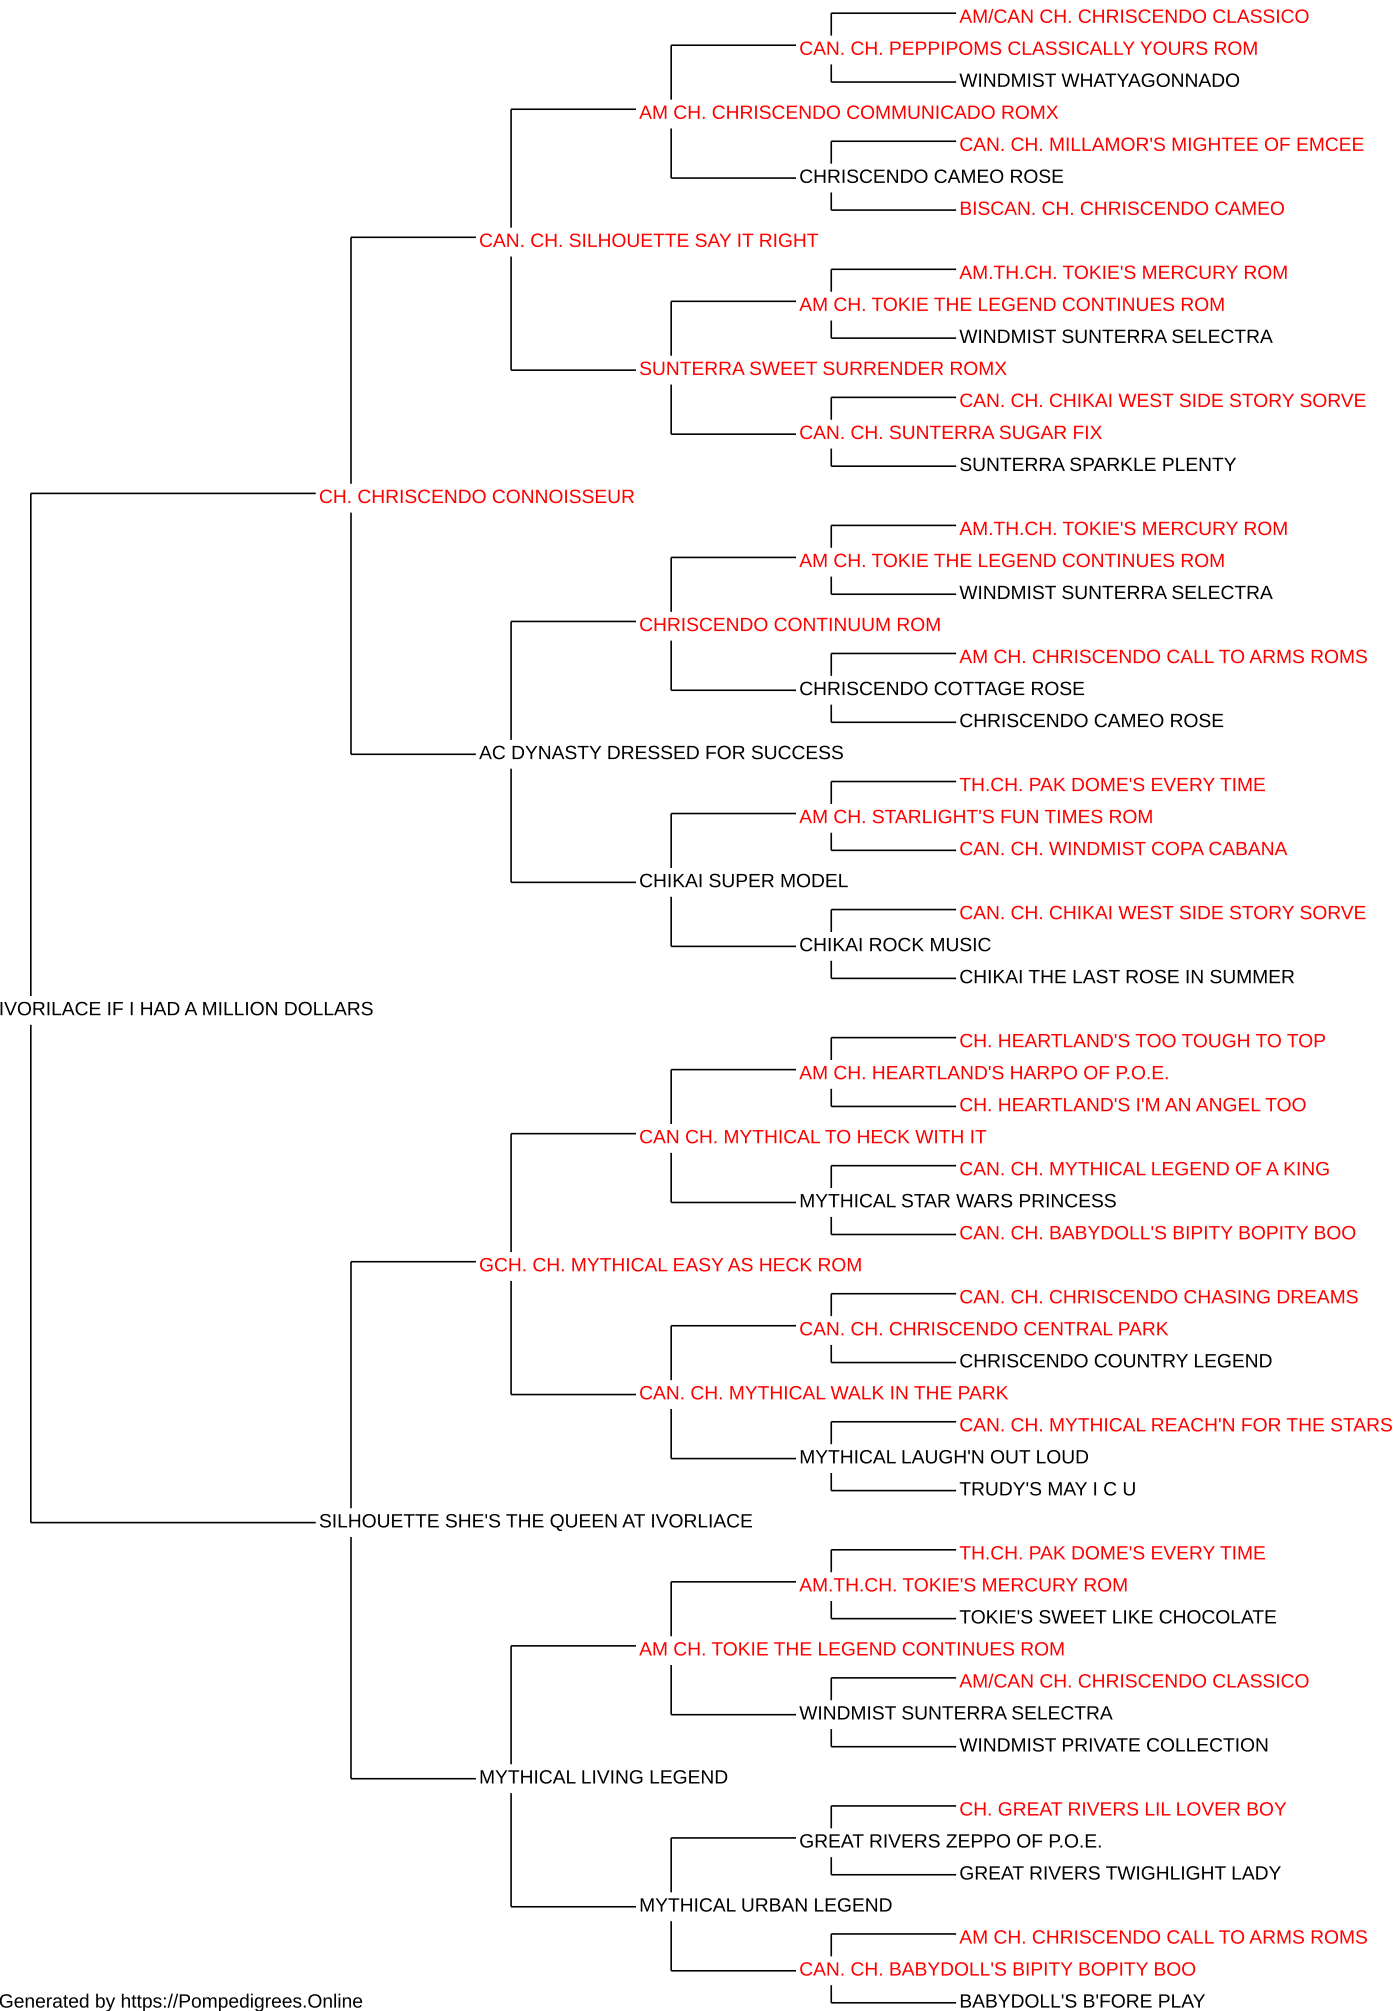 AM/CAN CH. CHRISCENDO CLASSICO
CAN. CH. PEPPIPOMS CLASSICALLY YOURS ROM
WINDMIST WHATYAGONNADO
AM CH. CHRISCENDO COMMUNICADO ROMX
CAN. CH. MILLAMOR'S MIGHTEE OF EMCEE
CHRISCENDO CAMEO ROSE
BISCAN. CH. CHRISCENDO CAMEO
CAN. CH. SILHOUETTE SAY IT RIGHT
AM.TH.CH. TOKIE'S MERCURY ROM
AM CH. TOKIE THE LEGEND CONTINUES ROM
WINDMIST SUNTERRA SELECTRA
SUNTERRA SWEET SURRENDER ROMX
CAN. CH. CHIKAI WEST SIDE STORY SORVE
CAN. CH. SUNTERRA SUGAR FIX
SUNTERRA SPARKLE PLENTY
CH. CHRISCENDO CONNOISSEUR
AM.TH.CH. TOKIE'S MERCURY ROM
AM CH. TOKIE THE LEGEND CONTINUES ROM
WINDMIST SUNTERRA SELECTRA
CHRISCENDO CONTINUUM ROM
AM CH. CHRISCENDO CALL TO ARMS ROMS
CHRISCENDO COTTAGE ROSE
CHRISCENDO CAMEO ROSE
AC DYNASTY DRESSED FOR SUCCESS
TH.CH. PAK DOME'S EVERY TIME
AM CH. STARLIGHT'S FUN TIMES ROM
CAN. CH. WINDMIST COPA CABANA
CHIKAI SUPER MODEL
CAN. CH. CHIKAI WEST SIDE STORY SORVE
CHIKAI ROCK MUSIC
CHIKAI THE LAST ROSE IN SUMMER
IVORILACE IF I HAD A MILLION DOLLARS
CH. HEARTLAND'S TOO TOUGH TO TOP
AM CH. HEARTLAND'S HARPO OF P.O.E.
CH. HEARTLAND'S I'M AN ANGEL TOO
CAN CH. MYTHICAL TO HECK WITH IT
CAN. CH. MYTHICAL LEGEND OF A KING
MYTHICAL STAR WARS PRINCESS
CAN. CH. BABYDOLL'S BIPITY BOPITY BOO
GCH. CH. MYTHICAL EASY AS HECK ROM
CAN. CH. CHRISCENDO CHASING DREAMS
CAN. CH. CHRISCENDO CENTRAL PARK
CHRISCENDO COUNTRY LEGEND
CAN. CH. MYTHICAL WALK IN THE PARK
CAN. CH. MYTHICAL REACH'N FOR THE STARS
MYTHICAL LAUGH'N OUT LOUD
TRUDY'S MAY I C U
SILHOUETTE SHE'S THE QUEEN AT IVORLIACE
TH.CH. PAK DOME'S EVERY TIME
AM.TH.CH. TOKIE'S MERCURY ROM
TOKIE'S SWEET LIKE CHOCOLATE
AM CH. TOKIE THE LEGEND CONTINUES ROM
AM/CAN CH. CHRISCENDO CLASSICO
WINDMIST SUNTERRA SELECTRA
WINDMIST PRIVATE COLLECTION
MYTHICAL LIVING LEGEND
CH. GREAT RIVERS LIL LOVER BOY
GREAT RIVERS ZEPPO OF P.O.E.
GREAT RIVERS TWIGHLIGHT LADY
MYTHICAL URBAN LEGEND
AM CH. CHRISCENDO CALL TO ARMS ROMS
CAN. CH. BABYDOLL'S BIPITY BOPITY BOO
BABYDOLL'S B'FORE PLAY
Generated by https://Pompedigrees.Online